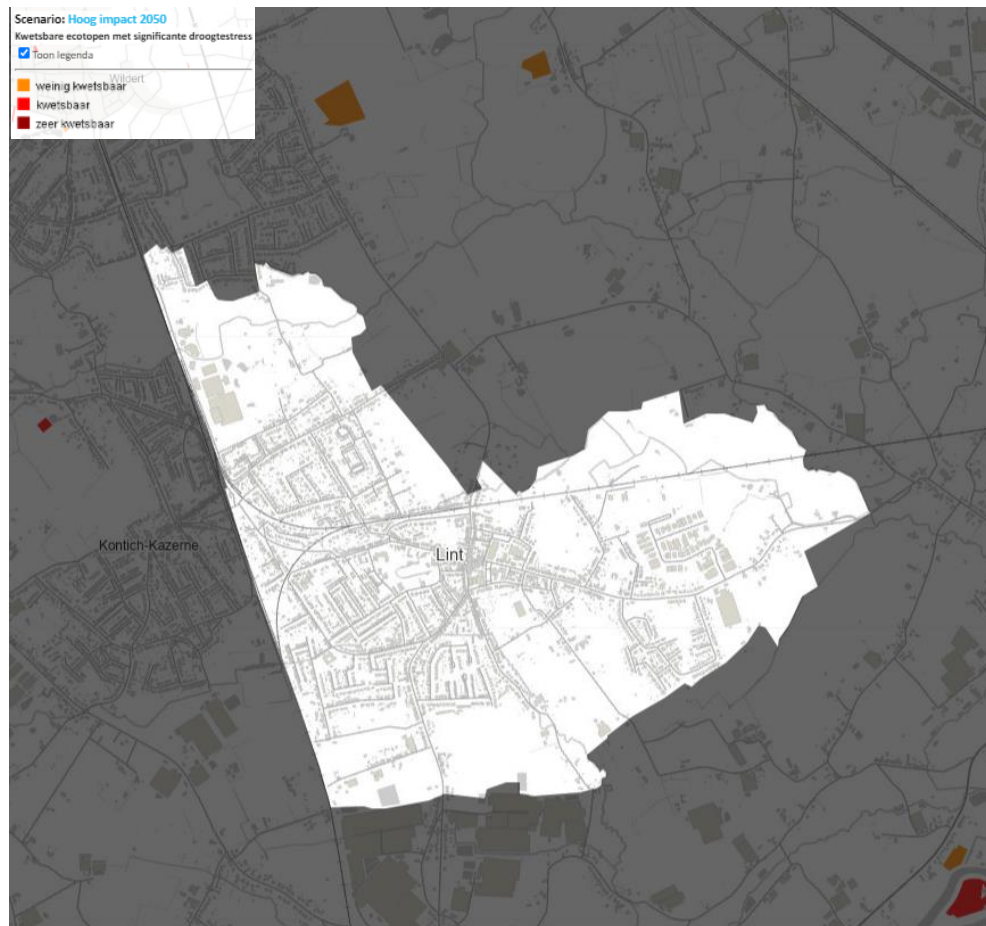 Scenario: Hoog impact 2050
Kwetsbare ecotopen met significante droogtestress
Toon legenda
Wildert
weinig kwetsbaar
kwetsbaar
zeer kwetsbaar
Kontich-Kazerne
Lint